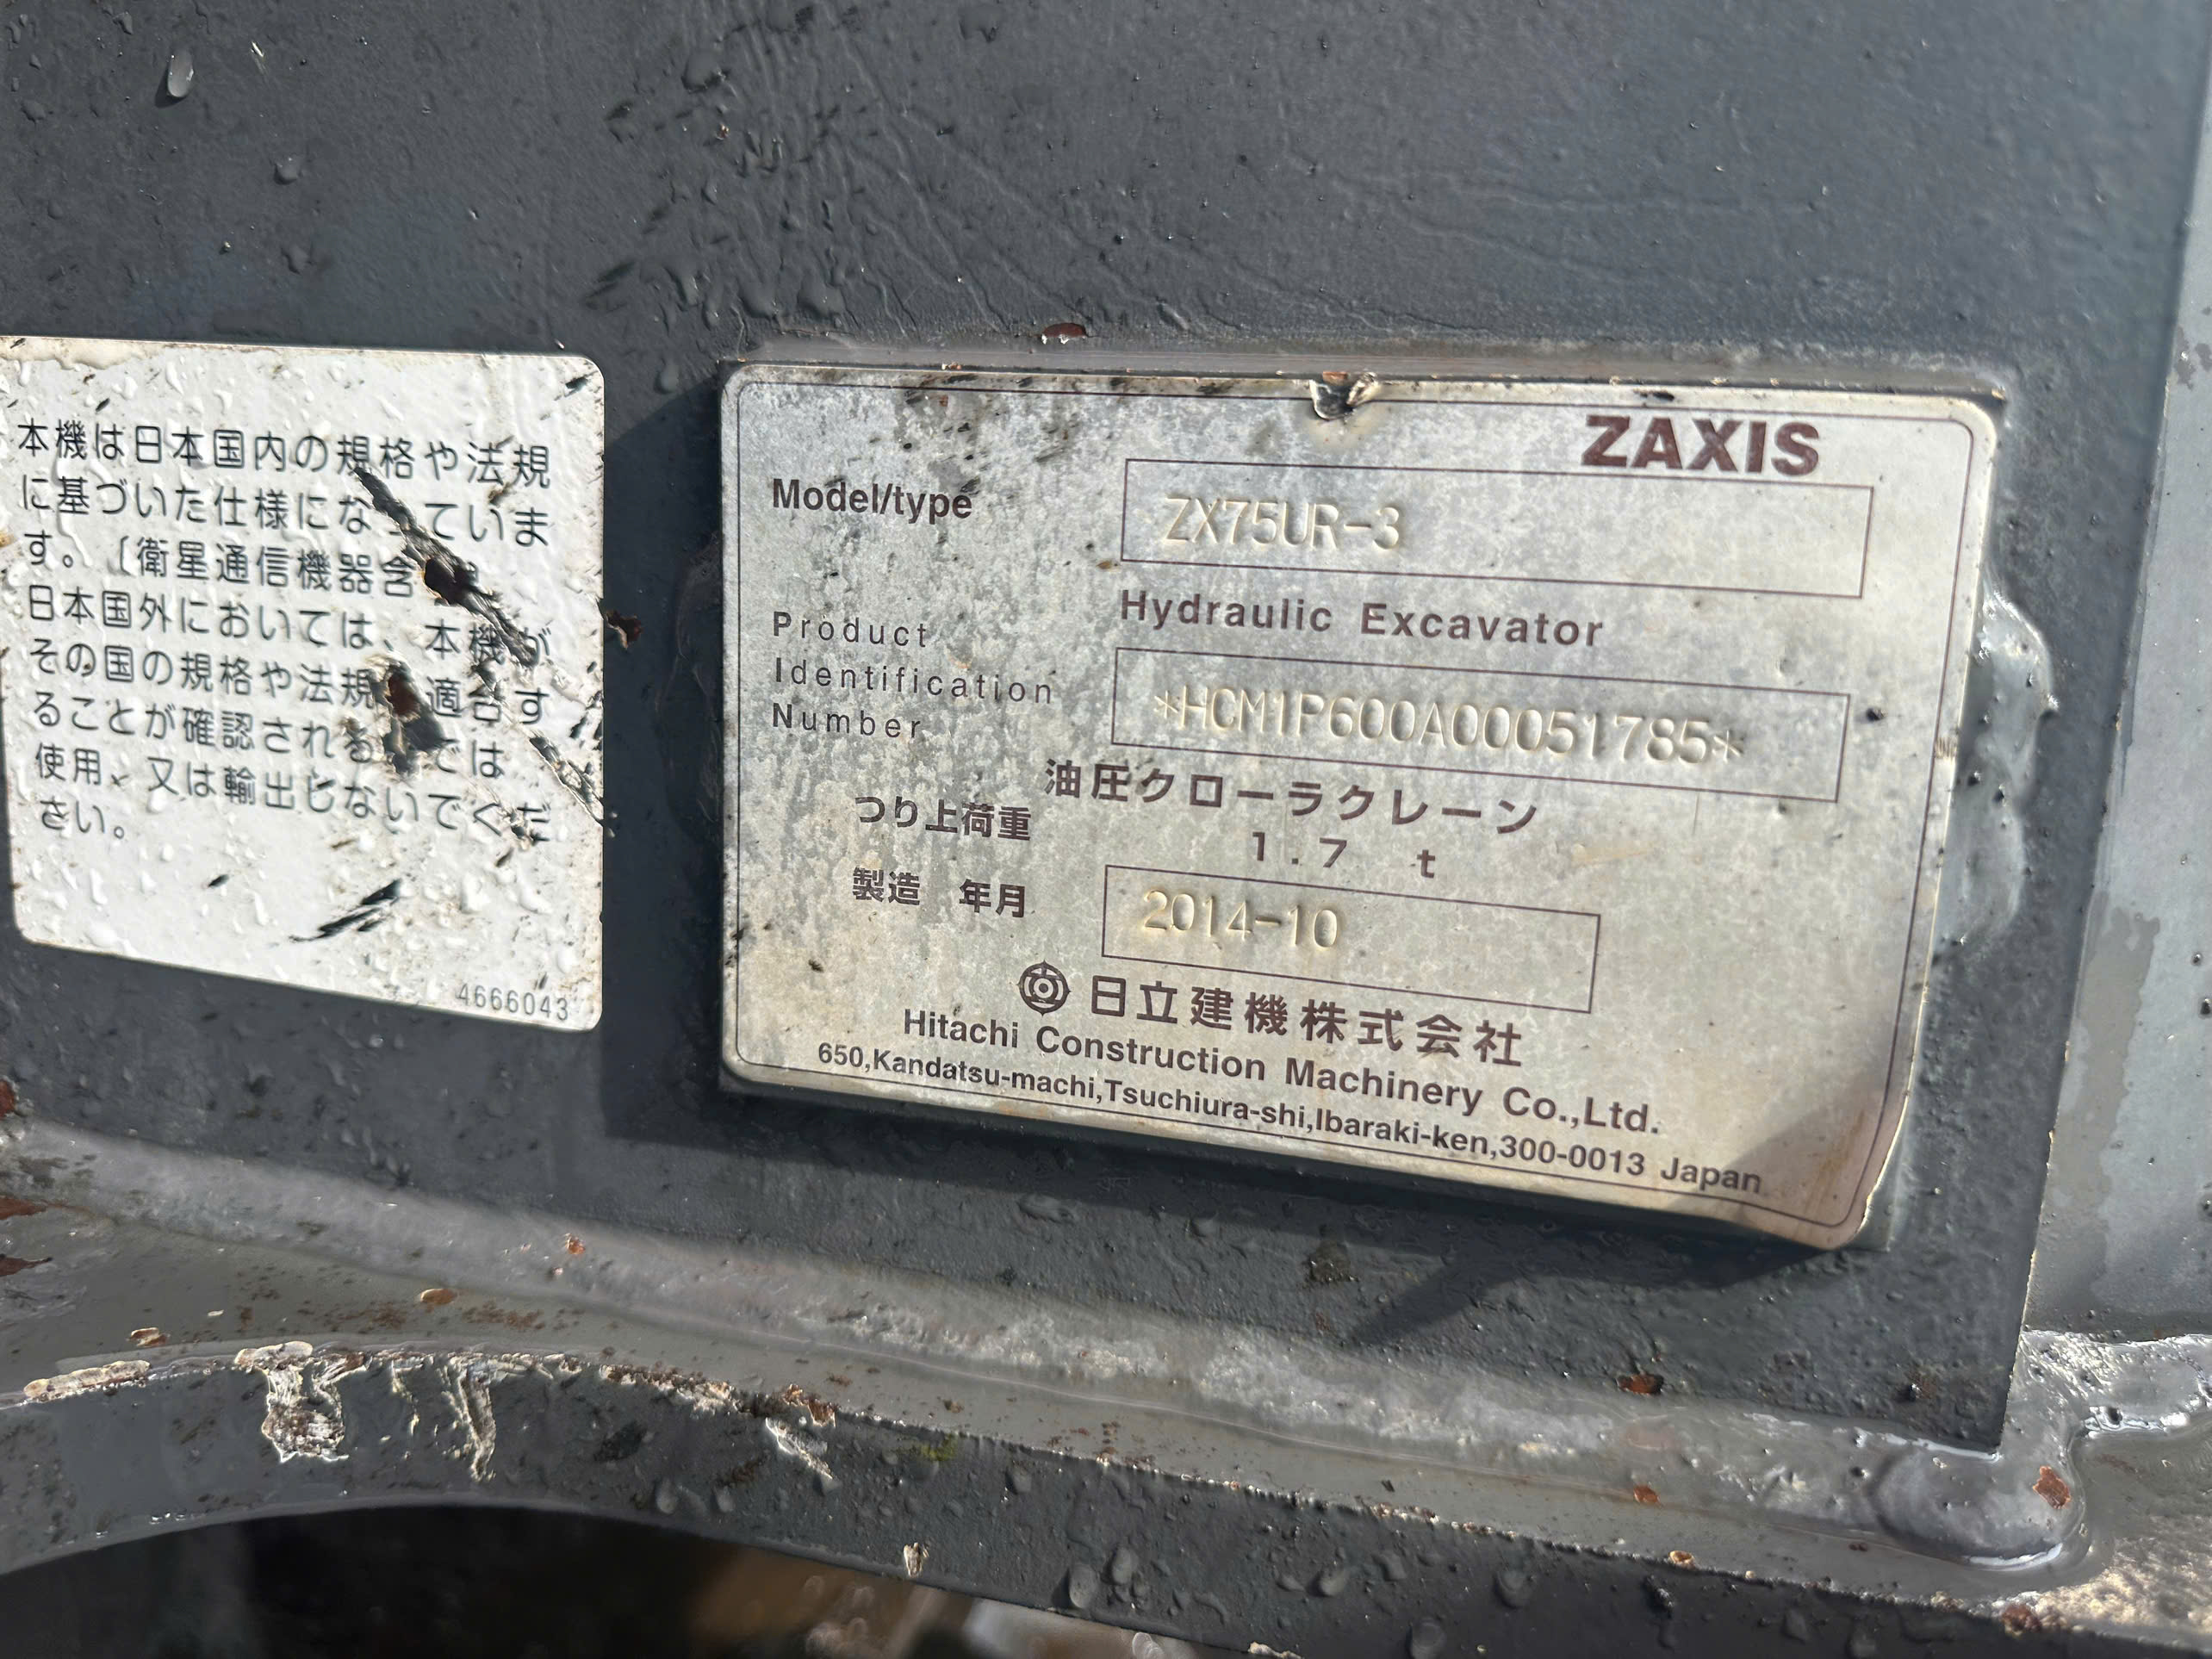 本機は日本国内の規格や法規
に基づいた仕様になっていま
す。〔衛星通信機器含
日本国外においては、本機が
その国の規格や法規 適合す
ることが確認される では
使用、又は輸出しないでくだ
さい。
4666043
ZAXIS
Model/type ZX75UR-3
Hydraulic Excavator
Product
Identification
Number
*HCM1P600A00051785*
油圧クローラクレーン
つり上荷重 1.7 t
製造 年月 2014-10
日立建機株式会社
Hitachi Construction Machinery Co.,Ltd.
650,Kandatsu-machi,Tsuchiura-shi,Ibaraki-ken,300-0013 Japan